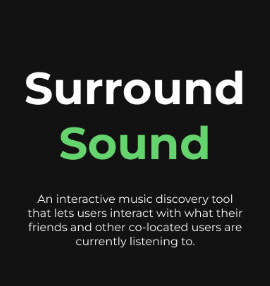 Surround
Sound
An interactive music discovery tool
that lets users interact with what their
friends and other co-located users are
currently listening to.